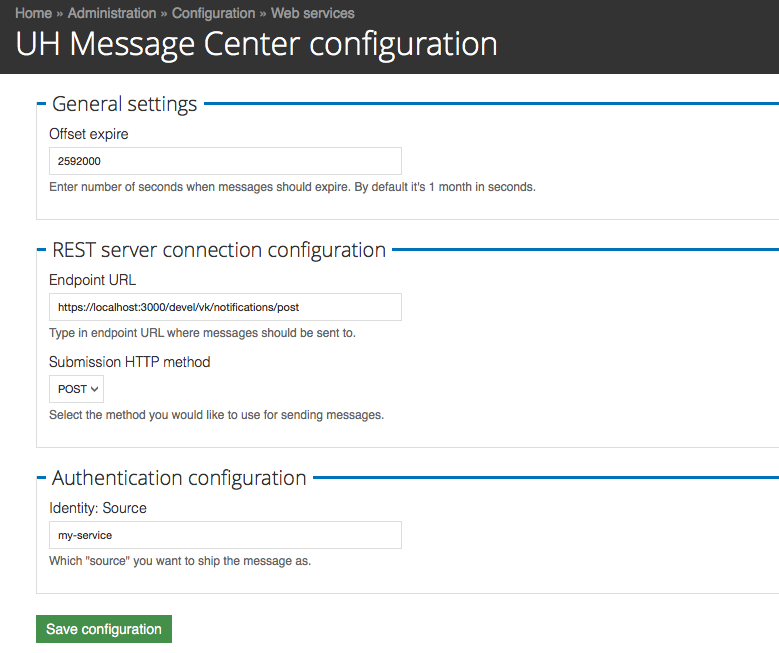 Home » Administration » Configuration » Web services
UH Message Center configuration
General settings
Offset expire
2592000
Enter number of seconds when messages should expire. By default it's 1 month in seconds.
REST server connection configuration
Endpoint URL
https://localhost:3000/devel/vk/notifications/post
Type in endpoint URL where messages should be sent to.
Submission HTTP method
POST
Select the method you would like to use for sending messages.
Authentication configuration
Identity: Source
my-service
Which "source" you want to ship the message as.
Save configuration